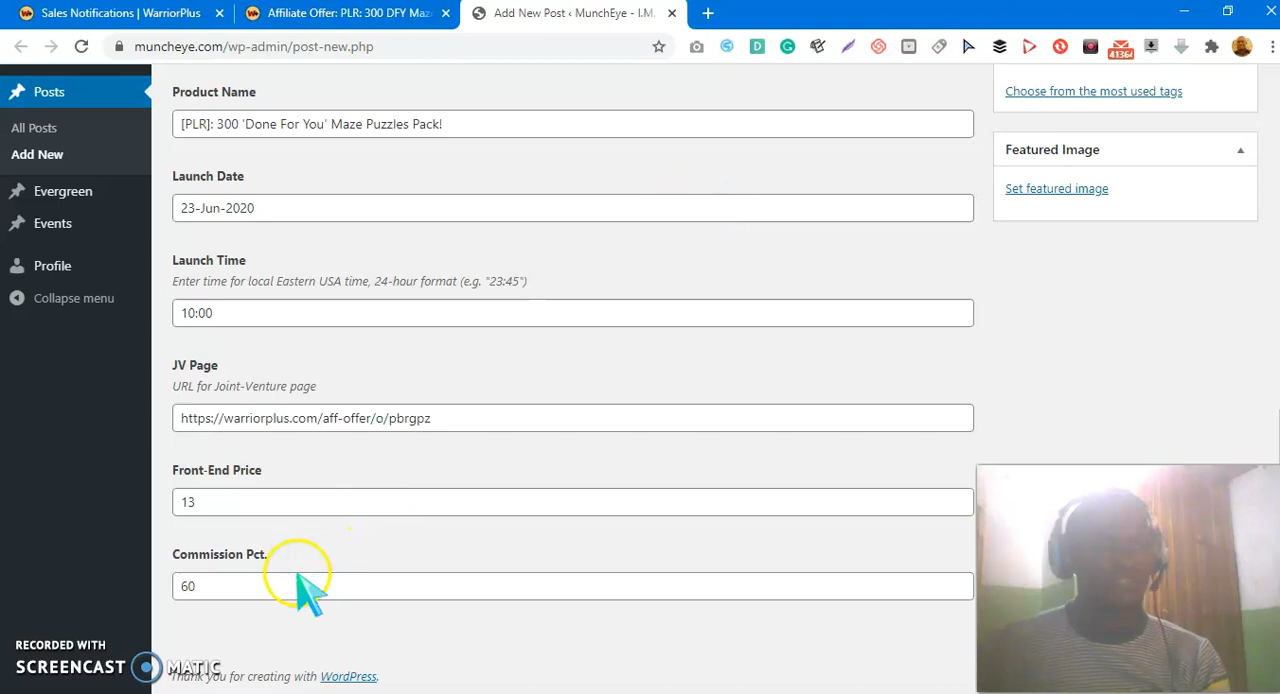 Sales Notifications | WarriorPlus
Affiliate Offer: PLR: 300 DFY Maz
Add New Post ‹ MunchEye - I.M.
muncheye.com/wp-admin/post-new.php
41364
Posts
All Posts
Add New
Evergreen
Events
Profile
Collapse menu
Product Name
[PLR]: 300 'Done For You' Maze Puzzles Pack!
Launch Date
23-Jun-2020
Launch Time
Enter time for local Eastern USA time, 24-hour format (e.g. "23:45")
10:00
JV Page
URL for Joint-Venture page
https://warriorplus.com/aff-offer/o/pbrgpz
Front-End Price
13
Commission Pct.
60
Thank you for creating with WordPress.
Choose from the most used tags
Featured Image
Set featured image
RECORDED WITH
SCREENCAST MATIC